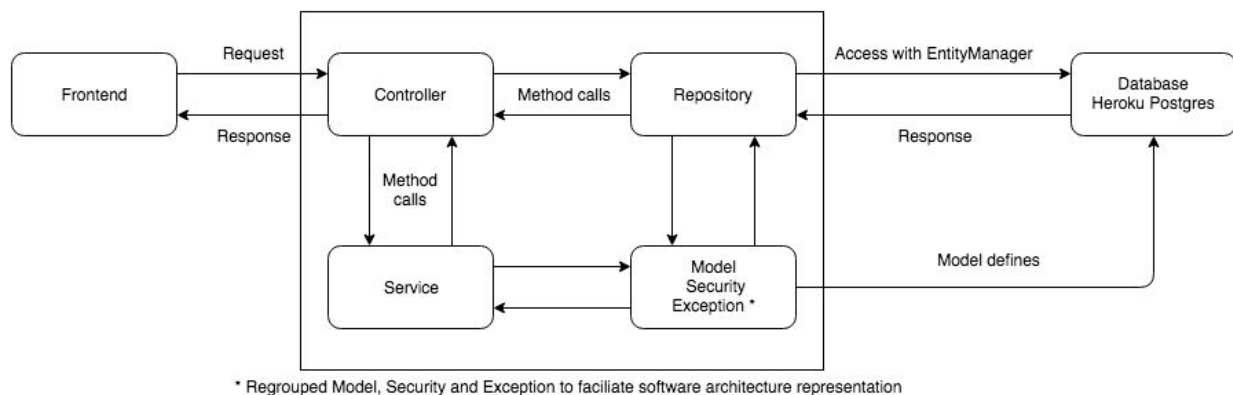 Request
Access with EntityManager
Frontend
Controller
Method calls
Repository
Database
Heroku Postgres
Response
Response
Method
calls
Service
Model
Security
Exception *
Model defines
* Regrouped Model, Security and Exception to faciliate software architecture representation